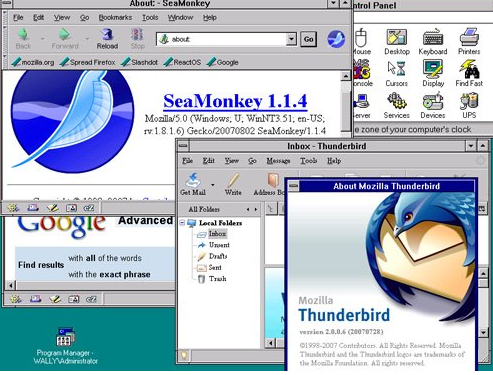 About: - SeaMonkey
File Edit View Go Bookmarks Tools Window Help
Back Forward Reload Stop about: Go
mozilla.org Spread Firefox Slashdot ReactOS Google
SeaMonkey 1.1.4
Mozilla/5.0 (Windows; U; WinNT3.51; en-US;
rv:1.8.1.6) Gecko/20070802 SeaMonkey/1.1.4
ntrol Panel
Mouse Desktop Keyboard Printers
Cursors Display Find Fast
Server Services Devices UPS
e zone of your computer's clock
Google Advanced
Find results
with all of the words
with the exact phrase
Inbox - Thunderbird
File Edit View Go Message Tools Help
Get Mail Write Address Bo
All Folders
Local Folders
Inbox
Unsent
Drafts
Sent
Trash
About Mozilla Thunderbird
Mozilla
Thunderbird
version 2.0.0.6 (20070728)
©1998-2007 Contributors. All Rights Reserved. Mozilla
Thunderbird and the Thunderbird logos are trademarks of
the Mozilla Foundation. All rights reserved.
Program Manager -
WALLY\Administrator